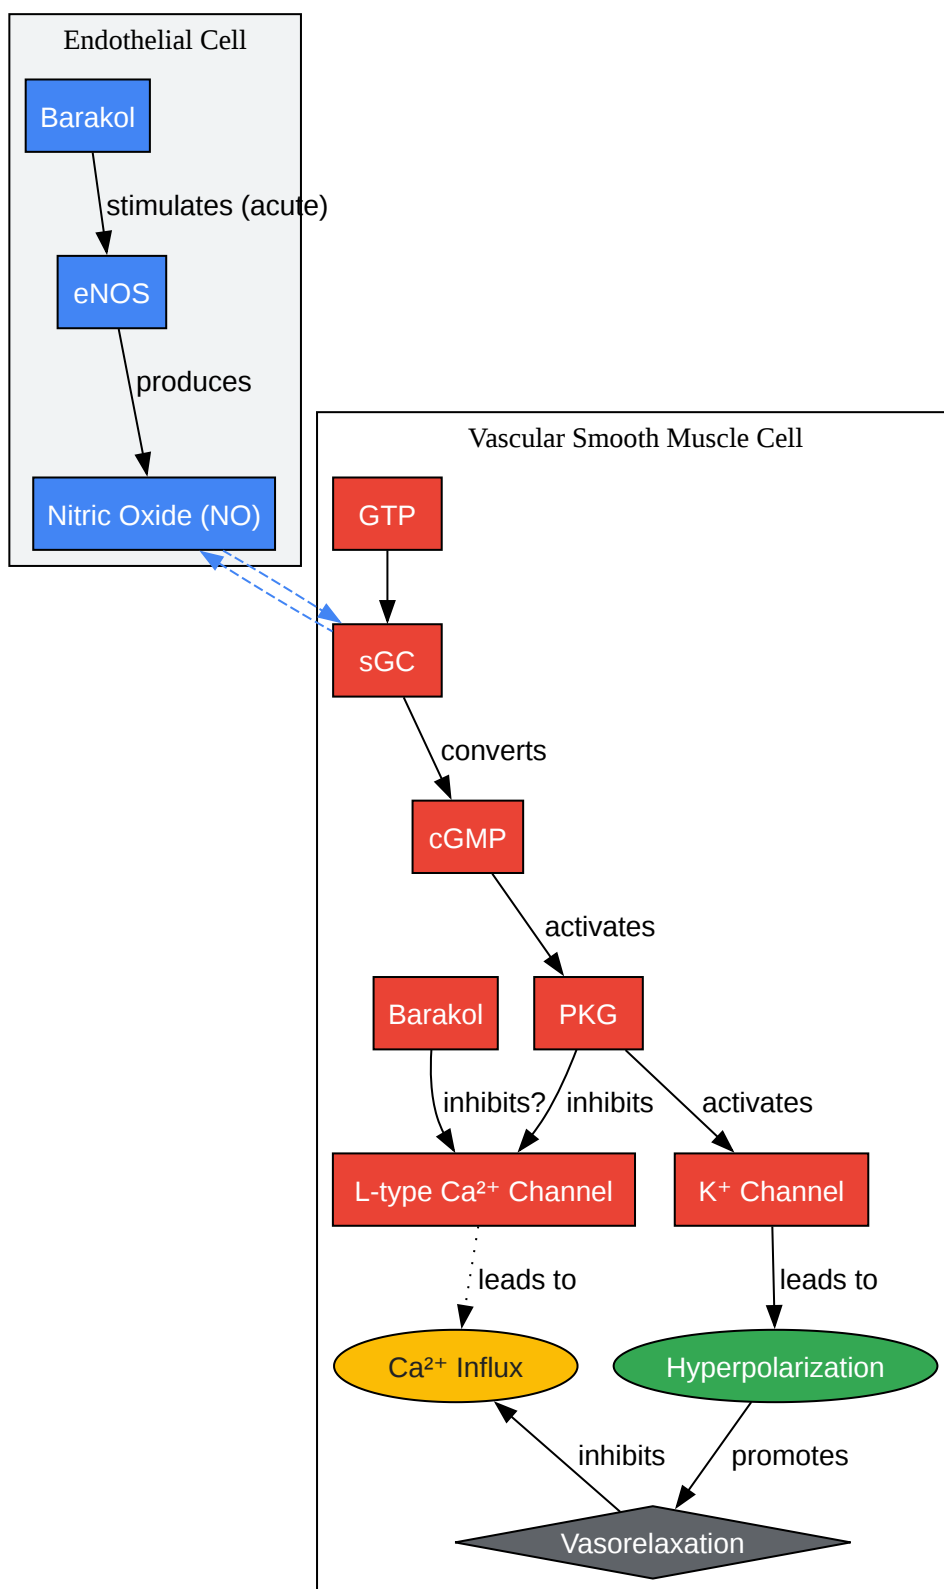 Endothelial Cell
Barakol
stimulates (acute)
eNOS
produces
Nitric Oxide (NO)
Vascular Smooth Muscle Cell
GTP
sGC
converts
cGMP
activates
Barakol
PKG
inhibits?
inhibits
activates
L-type Ca²⁺ Channel
K⁺ Channel
leads to
leads to
Ca²⁺ Influx
Hyperpolarization
inhibits
promotes
Vasorelaxation